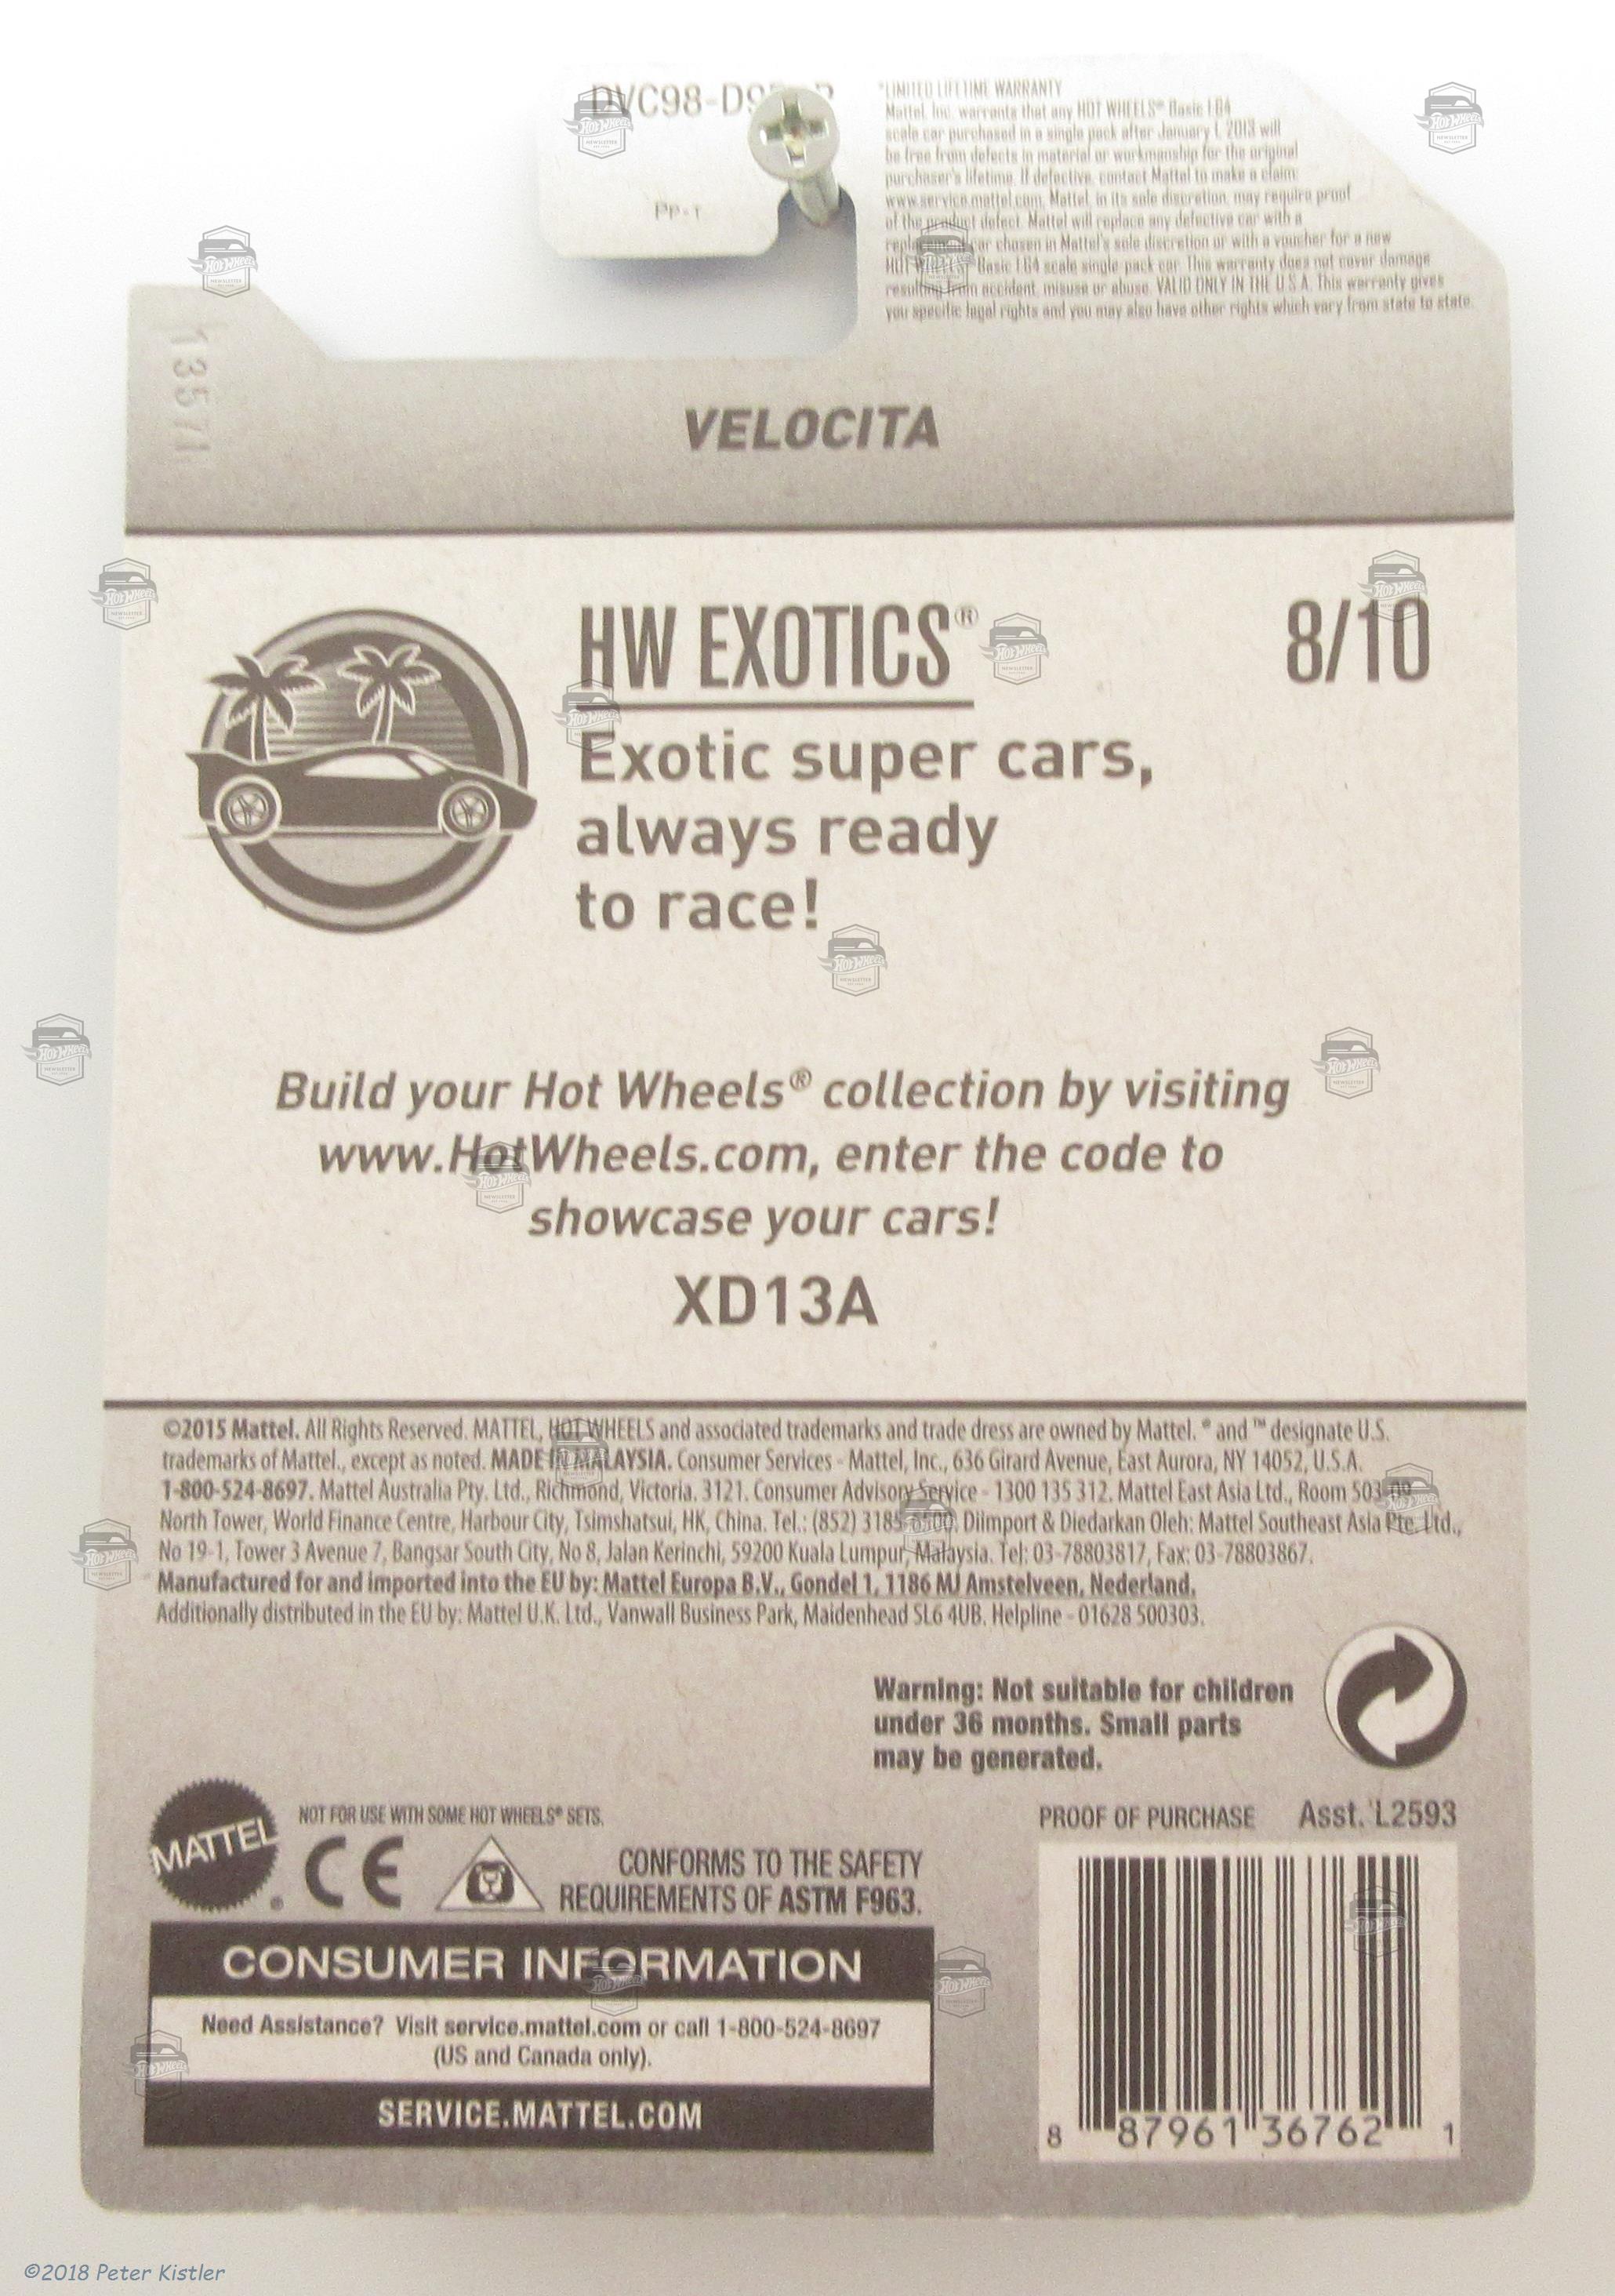 DVC98-D9
PP-1
*LIMITED LIFETIME WARRANTY
Mattel, Inc. warrants that any HOT WHEELS® Basic 1:64
scale car purchased in a single pack after January 1, 2013 will
be free from defects in material or workmanship for the original
purchaser's lifetime. If defective, contact Mattel to make a claim:
www.service.mattel.com. Mattel, in its sole discretion, may require proof
of the product defect. Mattel will replace any defective car with a
replacement car chosen in Mattel's sole discretion or with a voucher for a new
HOT WHEELS Basic 1:64 scale single pack car. This warranty does not cover damage
resulting from accident, misuse or abuse. VALID ONLY IN THE U.S.A. This warranty gives
you specific legal rights and you may also have other rights which vary from state to state.
13571
VELOCITA
HW EXOTICS®
8/10
Exotic super cars,
always ready
to race!
Build your Hot Wheels® collection by visiting
www.HotWheels.com, enter the code to
showcase your cars!
XD13A
©2015 Mattel. All Rights Reserved. MATTEL, HOT WHEELS and associated trademarks and trade dress are owned by Mattel. ® and ™ designate U.S.
trademarks of Mattel., except as noted. MADE IN MALAYSIA. Consumer Services - Mattel, Inc., 636 Girard Avenue, East Aurora, NY 14052, U.S.A.
1-800-524-8697. Mattel Australia Pty. Ltd., Richmond, Victoria. 3121. Consumer Advisory Service - 1300 135 312. Mattel East Asia Ltd., Room 503-09,
North Tower, World Finance Centre, Harbour City, Tsimshatsui, HK, China. Tel.: (852) 3185-6500. Diimport & Diedarkan Oleh: Mattel Southeast Asia Pte. Ltd.,
No 19-1, Tower 3 Avenue 7, Bangsar South City, No 8, Jalan Kerinchi, 59200 Kuala Lumpur, Malaysia. Tel: 03-78803817, Fax: 03-78803867.
Manufactured for and imported into the EU by: Mattel Europa B.V., Gondel 1, 1186 MJ Amstelveen, Nederland.
Additionally distributed in the EU by: Mattel U.K. Ltd., Vanwall Business Park, Maidenhead SL6 4UB. Helpline - 01628 500303.
Warning: Not suitable for children
under 36 months. Small parts
may be generated.
MATTEL®
NOT FOR USE WITH SOME HOT WHEELS® SETS.
CE
CONFORMS TO THE SAFETY
REQUIREMENTS OF ASTM F963.
PROOF OF PURCHASE Asst. L2593
CONSUMER INFORMATION
Need Assistance? Visit service.mattel.com or call 1-800-524-8697
(US and Canada only).
SERVICE.MATTEL.COM
8 87961 36762 1
©2018 Peter Kistler